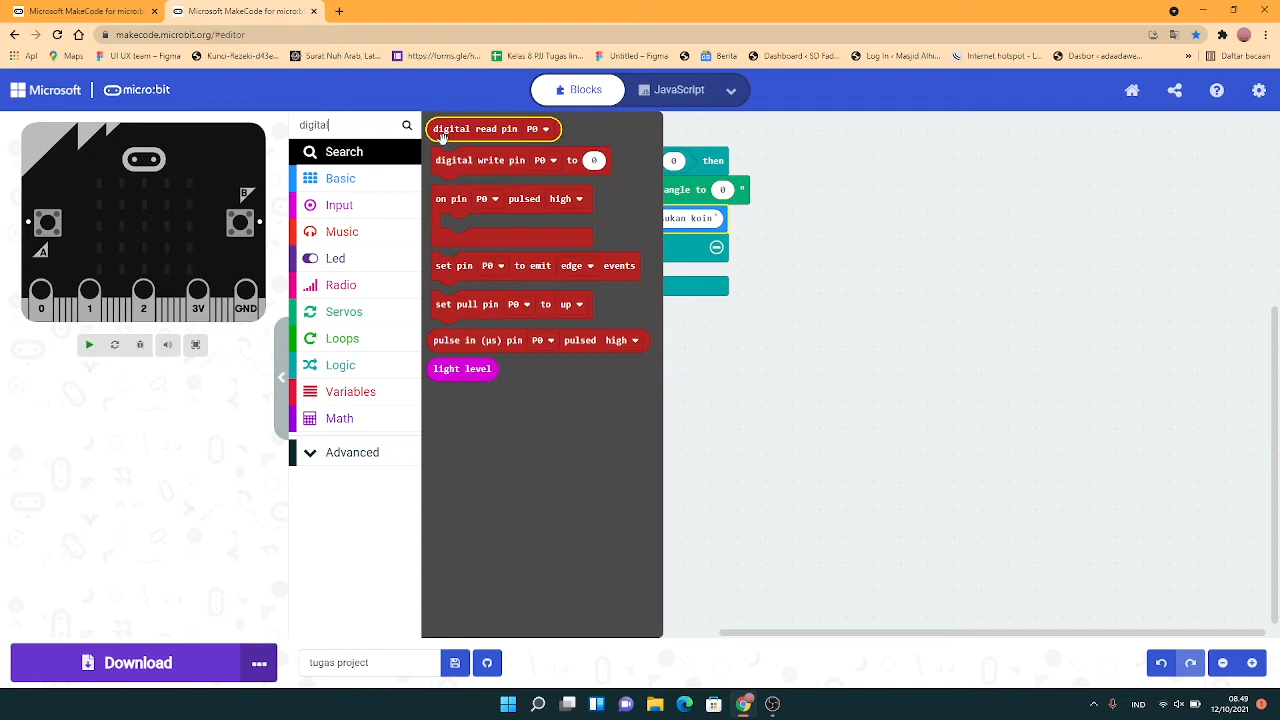 Microsoft MakeCode for micro:bi
Microsoft MakeCode for micro:bi
makecode.microbit.org/#editor
Apl
Maps
UI UX team – Figma
Kunci-Rezeki-d43e...
Surat Arab, Lat...
https://forms.gle/h...
Kelas 8 PJJ Tugas lin...
Untitled – Figma
Berita
Dashboard ‹ SD Fad...
Log In ‹ Masjid Alhi...
Internet hotspot - L...
Dasbor ‹ adaadawe...
»
Daftar bacaan
Microsoft
micro:bit
Blocks
JavaScript
digital
Search
Basic
Input
Music
Led
Radio
Servos
Loops
Logic
Variables
Math
Advanced
digital read pin P0
digital write pin P0 to 0
on pin P0 pulsed high
set pin P0 to emit edge events
set pull pin P0 to up
pulse in (µs) pin P0 pulsed high
light level
0 then
angle to 0 °
ukan koin"
B
A
0 1 2 3V GND
Download
tugas project
IND
08.49
12/10/2021
1